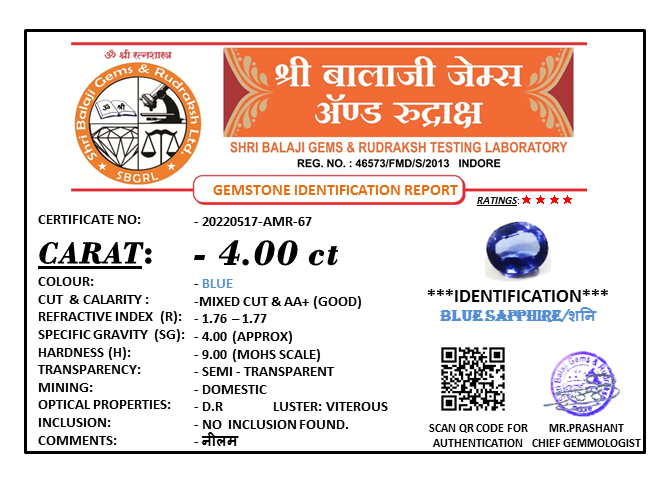 ॐ श्री रत्नशास्त्र
Shri Balaji Gems & Rudraksh Ltd.
SBGRL
श्री बालाजी जेम्स
ॲण्ड रुद्राक्ष
SHRI BALAJI GEMS & RUDRAKSH TESTING LABORATORY
REG. NO. : 46573/FMD/S/2013 INDORE
GEMSTONE IDENTIFICATION REPORT
RATINGS: ★ ★ ★ ★
CERTIFICATE NO: - 20220517-AMR-67
CARAT: - 4.00 ct
COLOUR: - BLUE
CUT & CALARITY : -MIXED CUT & AA+ (GOOD)
REFRACTIVE INDEX (R): - 1.76 – 1.77
SPECIFIC GRAVITY (SG): - 4.00 (APPROX)
HARDNESS (H): - 9.00 (MOHS SCALE)
TRANSPARENCY: - SEMI - TRANSPARENT
MINING: - DOMESTIC
OPTICAL PROPERTIES: - D.R LUSTER: VITEROUS
INCLUSION: - NO INCLUSION FOUND.
COMMENTS: - नीलम
***IDENTIFICATION***
BLUE SAPPHIRE/शनि
SCAN QR CODE FOR
AUTHENTICATION
MR.PRASHANT
CHIEF GEMMOLOGIST